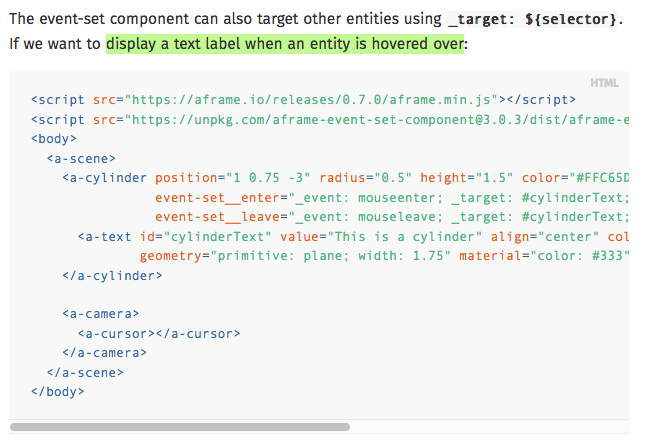 The event-set component can also target other entities using _target: ${selector}.
If we want to display a text label when an entity is hovered over:
HTML
<script src="https://aframe.io/releases/0.7.0/aframe.min.js"></script>
<script src="https://unpkg.com/aframe-event-set-component@3.0.3/dist/aframe-e
<body>
<a-scene>
<a-cylinder position="1 0.75 -3" radius="0.5" height="1.5" color="#FFC65D
event-set__enter="_event: mouseenter; _target: #cylinderText;
event-set__leave="_event: mouseleave; _target: #cylinderText;
<a-text id="cylinderText" value="This is a cylinder" align="center" col
geometry="primitive: plane; width: 1.75" material="color: #333"
</a-cylinder>
<a-camera>
<a-cursor></a-cursor>
</a-camera>
</a-scene>
</body>